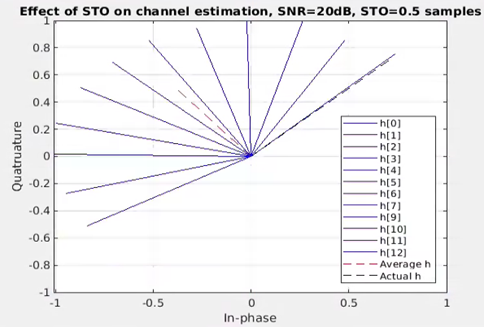 Effect of STO on channel estimation, SNR=20dB, STO=0.5 samples
1
0.8
0.6
0.4
0.2
0
-0.2
-0.4
-0.6
-0.8
-1
Quatruature
h[0]
h[1]
h[2]
h[3]
h[4]
h[5]
h[6]
h[7]
h[9]
h[10]
h[11]
h[12]
Average h
Actual h
-1
-0.5
0
0.5
1
In-phase